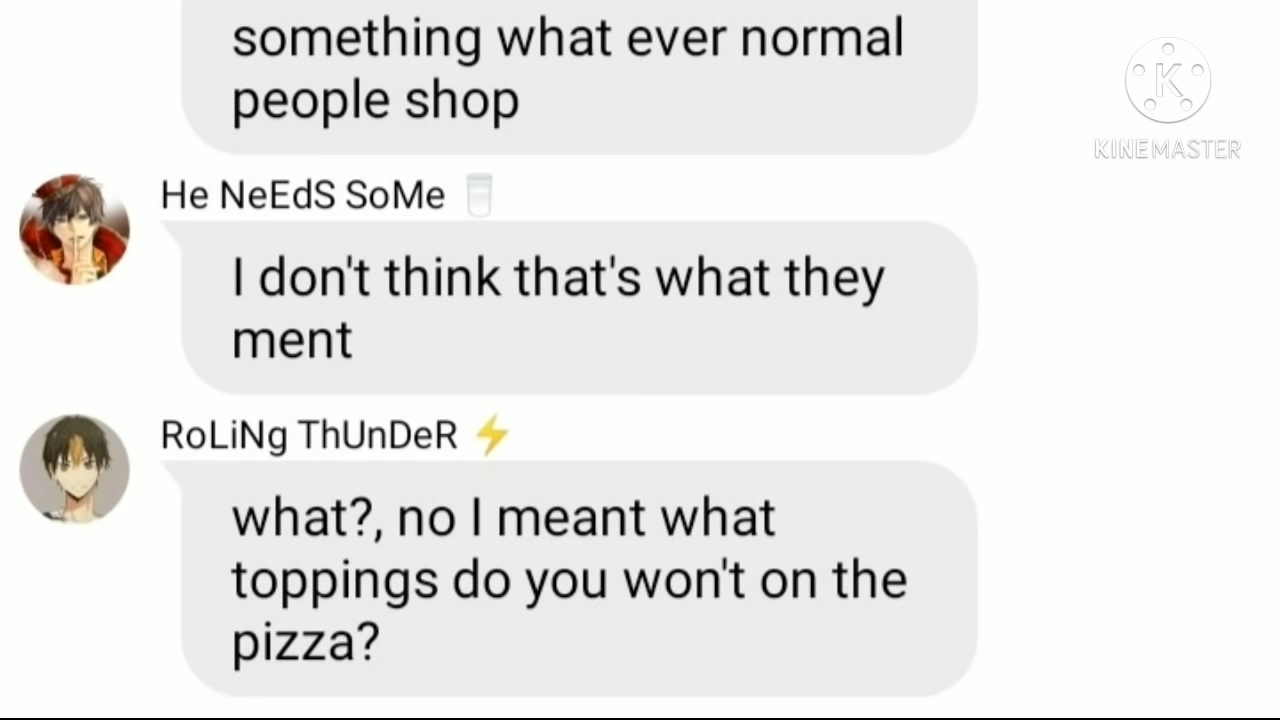 something what ever normal
people shop
K
KINEMASTER
He NeEdS SoMe 🥛
I don't think that's what they
ment
RoLiNg ThUnDeR ⚡
what?, no I meant what
toppings do you won't on the
pizza?